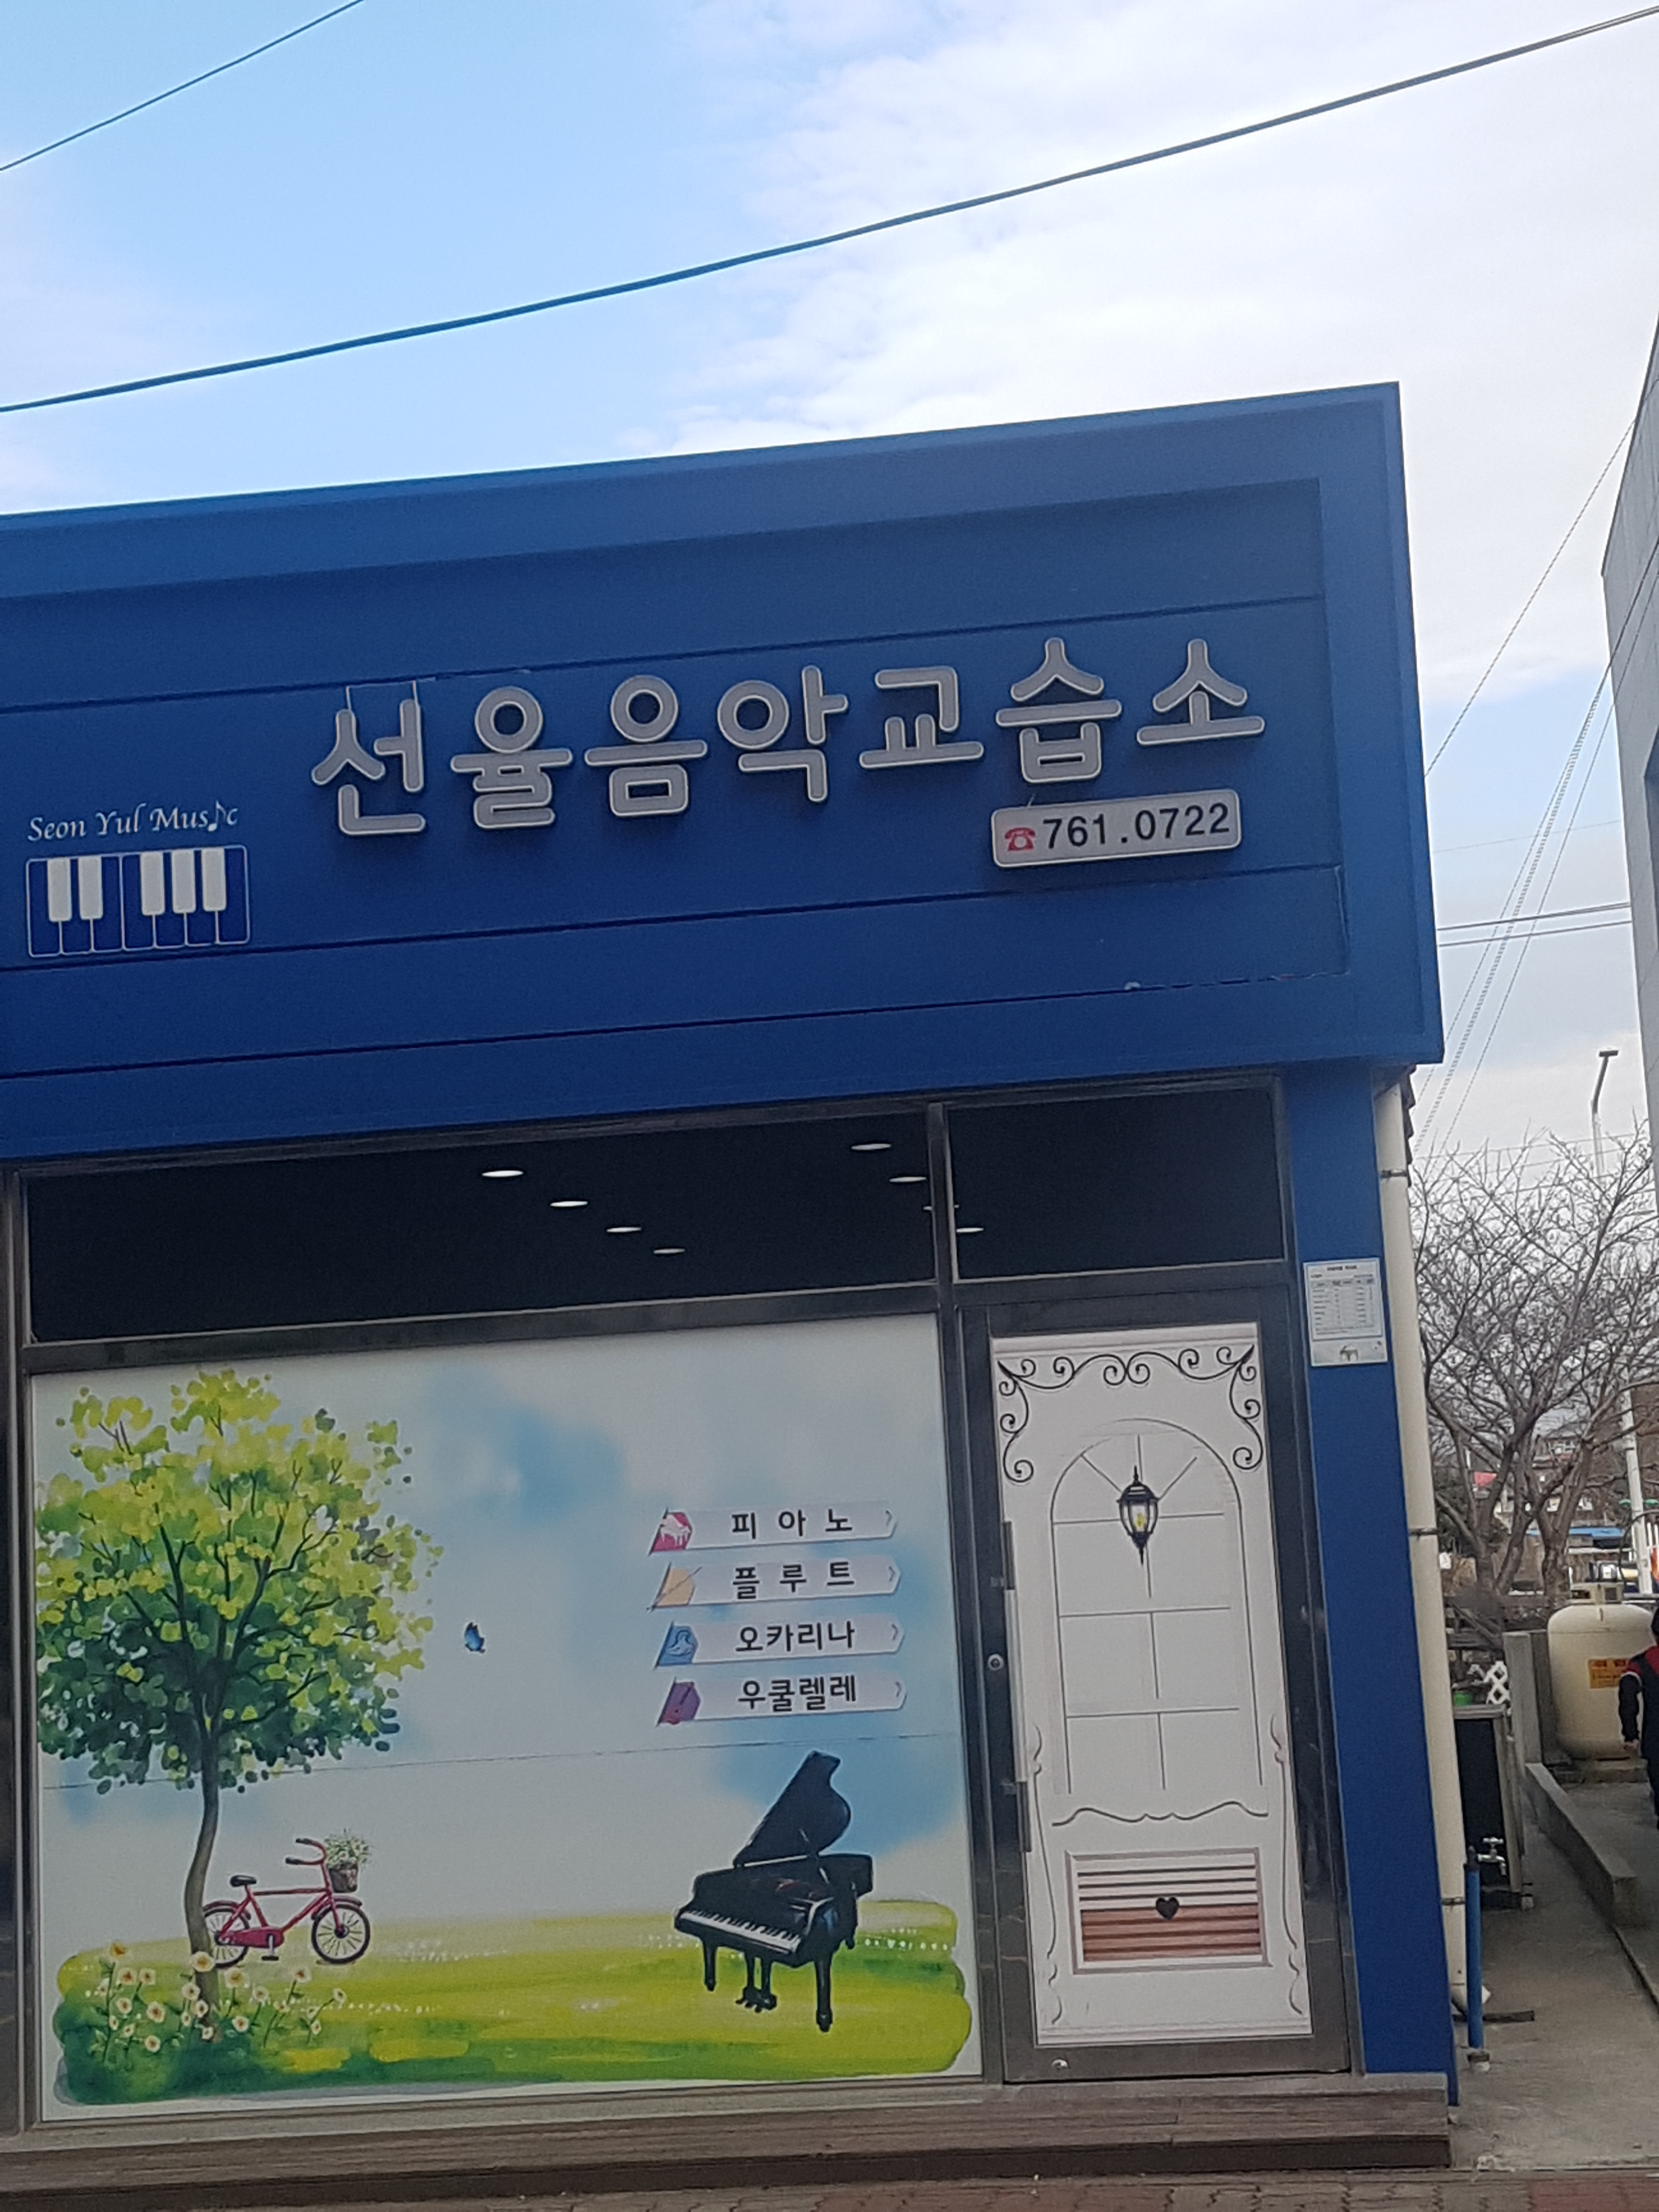 선율음악교습소
Seon Yul Music
761.0722
피아노
플루트
오카리나
우쿨렐레